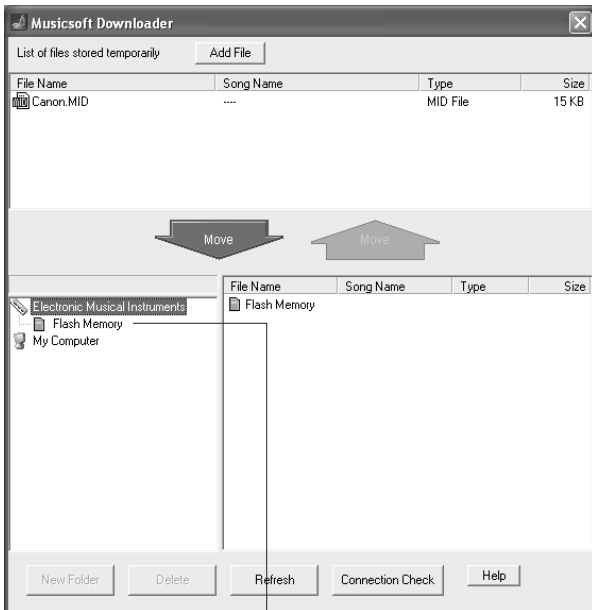 Musicsoft Downloader
List of files stored temporarily Add File
File Name Song Name Type Size
Canon.MID ---- MID File 15 KB
Move Move
File Name Song Name Type Size
Electronic Musical Instruments Flash Memory
Flash Memory
My Computer
New Folder Delete Refresh Connection Check Help